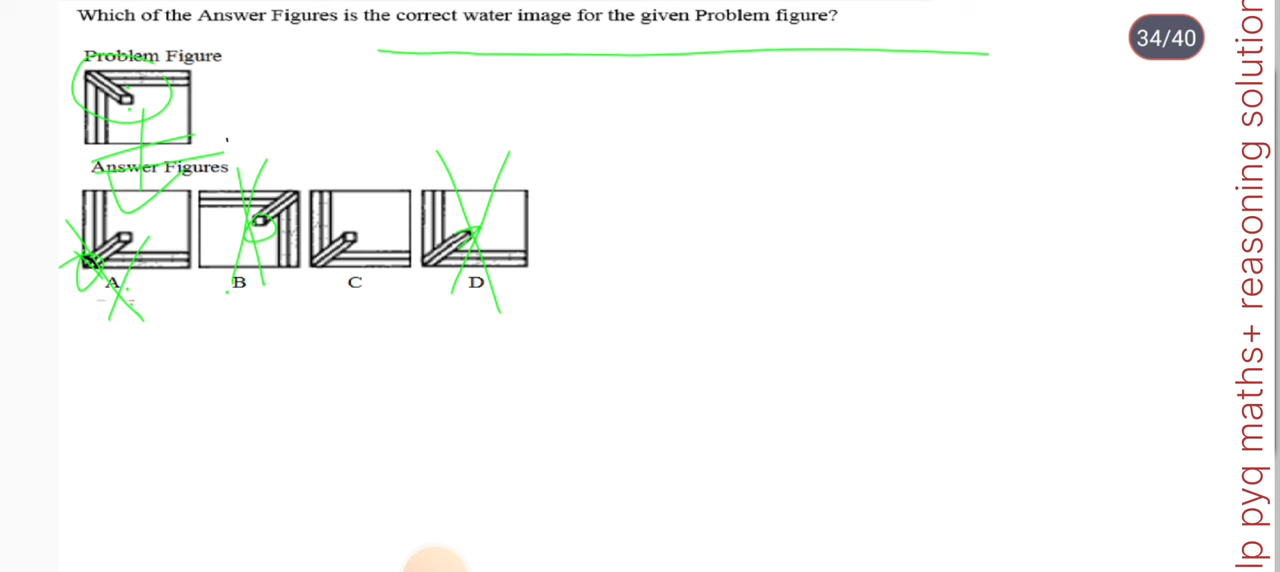 Which of the Answer Figures is the correct water image for the given Problem figure?
34/40
Problem Figure
Answer Figures
A B C D
lp pyq maths+ reasoning solution